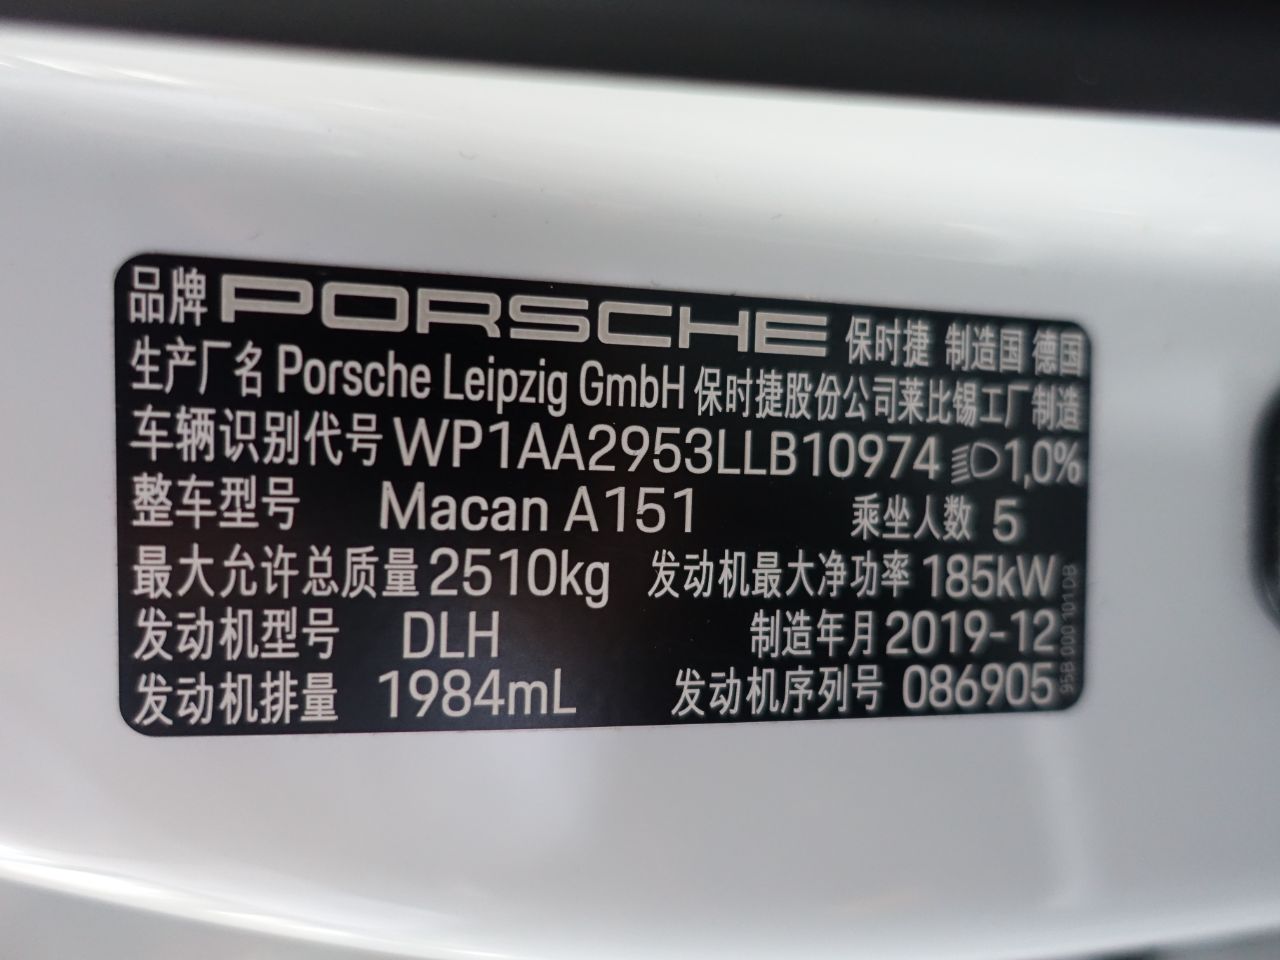 品牌 PORSCHE 保时捷 制造国 德国
生产厂名 Porsche Leipzig GmbH 保时捷股份公司莱比锡工厂制造
车辆识别代号 WP1AA2953LLB10974 1,0%
整车型号 Macan A151 乘坐人数 5
最大允许总质量 2510kg 发动机最大净功率 185kW
发动机型号 DLH 制造年月 2019-12
发动机排量 1984mL 发动机序列号 086905
95B 000 101 DB